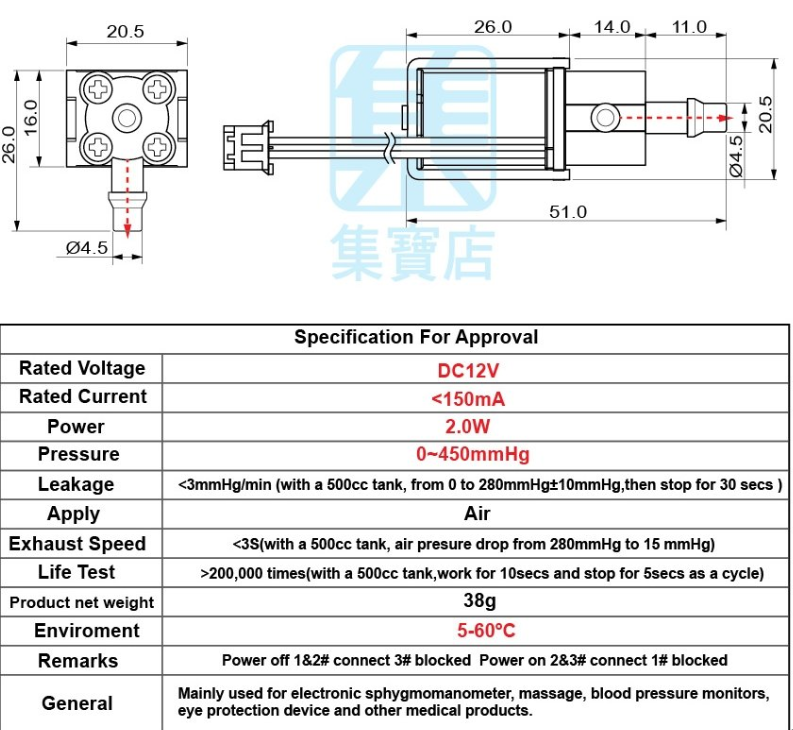 20.5
26.0
14.0
11.0
26.0
16.0
20.5
Ø4.5
51.0
Ø4.5
集
集寶店
Specification For Approval
Rated Voltage DC12V
Rated Current <150mA
Power 2.0W
Pressure 0~450mmHg
Leakage <3mmHg/min (with a 500cc tank, from 0 to 280mmHg±10mmHg,then stop for 30 secs )
Apply Air
Exhaust Speed <3S(with a 500cc tank, air presure drop from 280mmHg to 15 mmHg)
Life Test >200,000 times(with a 500cc tank,work for 10secs and stop for 5secs as a cycle)
Product net weight 38g
Enviroment 5-60°C
Remarks Power off 1&2# connect 3# blocked Power on 2&3# connect 1# blocked
General Mainly used for electronic sphygmomanometer, massage, blood pressure monitors,
eye protection device and other medical products.